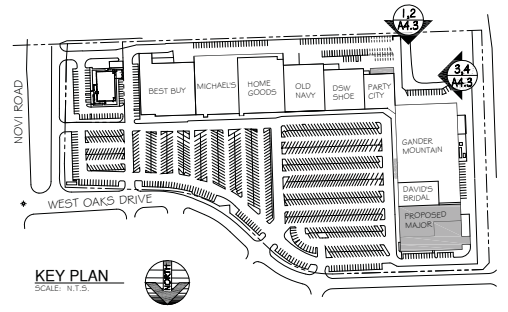 1,2
A4.3
3,4
A4.3
NOVI ROAD
BEST BUY
MICHAEL'S
HOME
GOODS
OLD
NAVY
DSW
SHOE
PARTY
CITY
GANDER
MOUNTAIN
DAVID'S
BRIDAL
PROPOSED
MAJOR
WEST OAKS DRIVE
KEY PLAN
SCALE: N.T.S.
NORTH